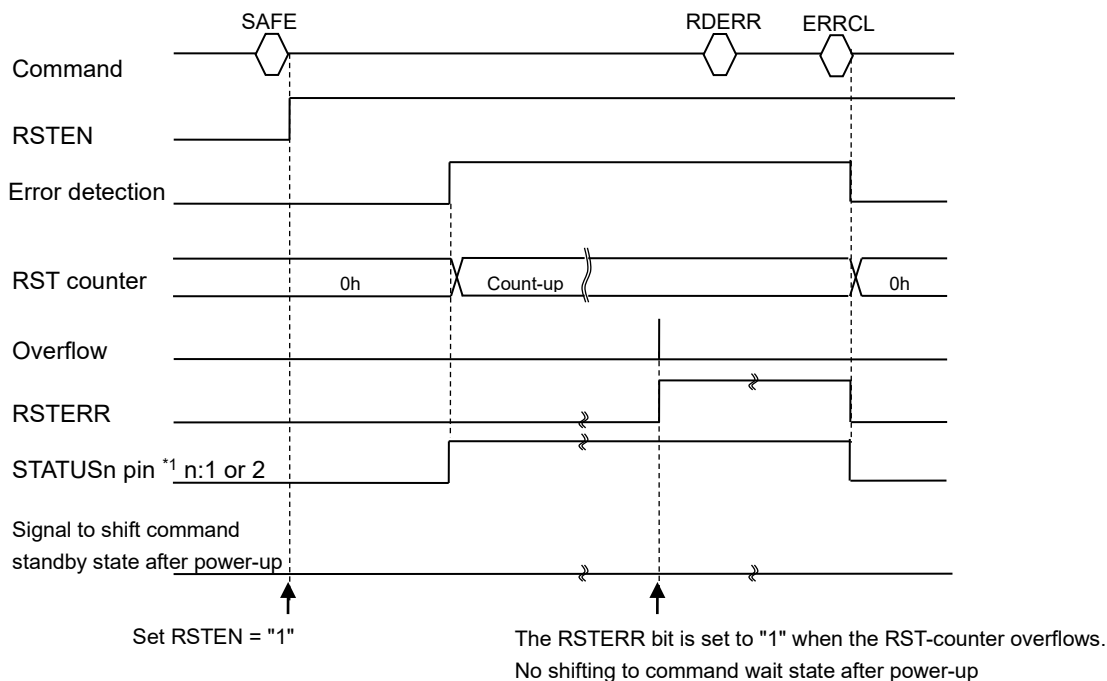 SAFE RDERR ERRCL
Command
RSTEN
Error detection
RST counter 0h Count-up 0h
Overflow
RSTERR
STATUSn pin *1 n:1 or 2
Signal to shift command
standby state after power-up
Set RSTEN = "1"
The RSTERR bit is set to "1" when the RST-counter overflows.
No shifting to command wait state after power-up